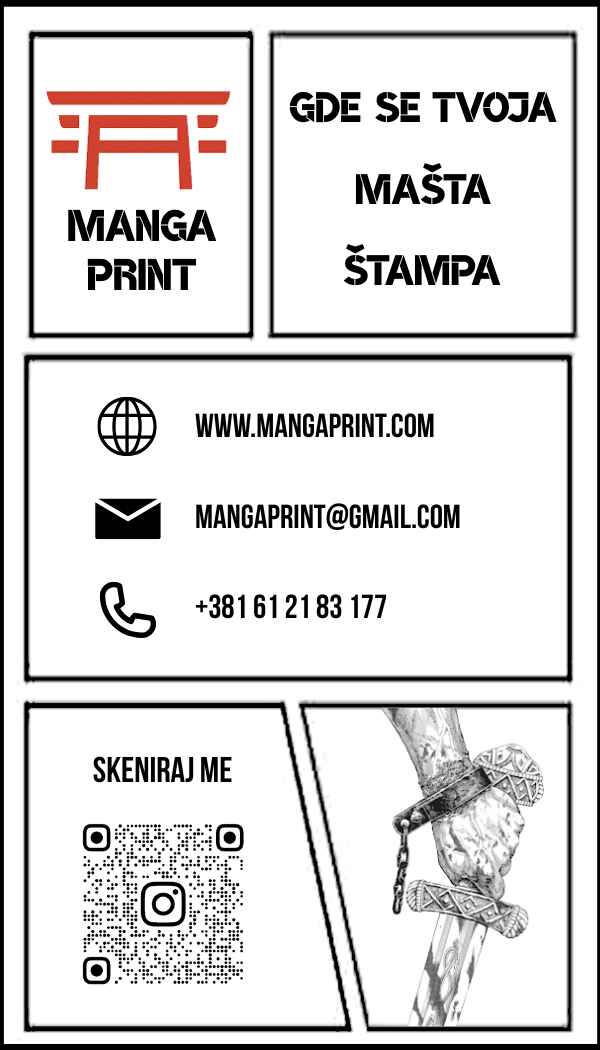 MANGA
PRINT
GDE SE TVOJA
MAŠTA
ŠTAMPA
WWW.MANGAPRINT.COM
MANGAPRINT@GMAIL.COM
+381 61 21 83 177
SKENIRAJ ME